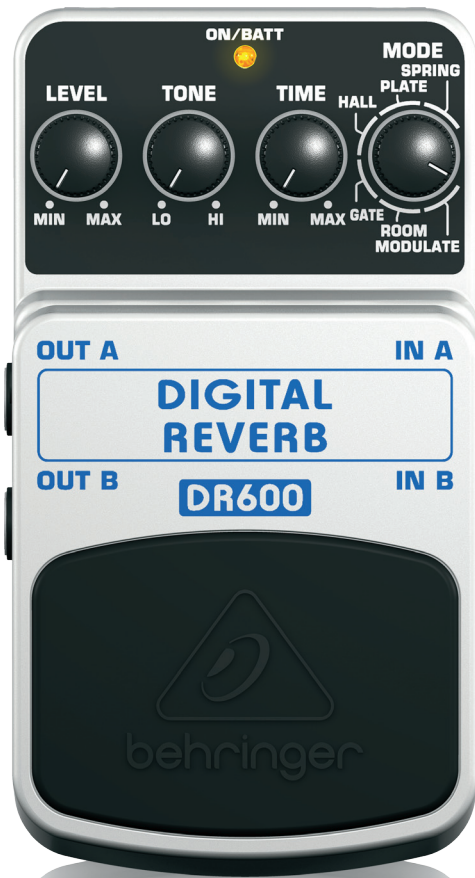 ON/BATT
MODE
SPRING
PLATE
HALL
LEVEL
TONE
TIME
MIN MAX
LO HI
MIN MAX
GATE
ROOM
MODULATE
OUT A
IN A
DIGITAL
REVERB
OUT B
IN B
DR600
behringer